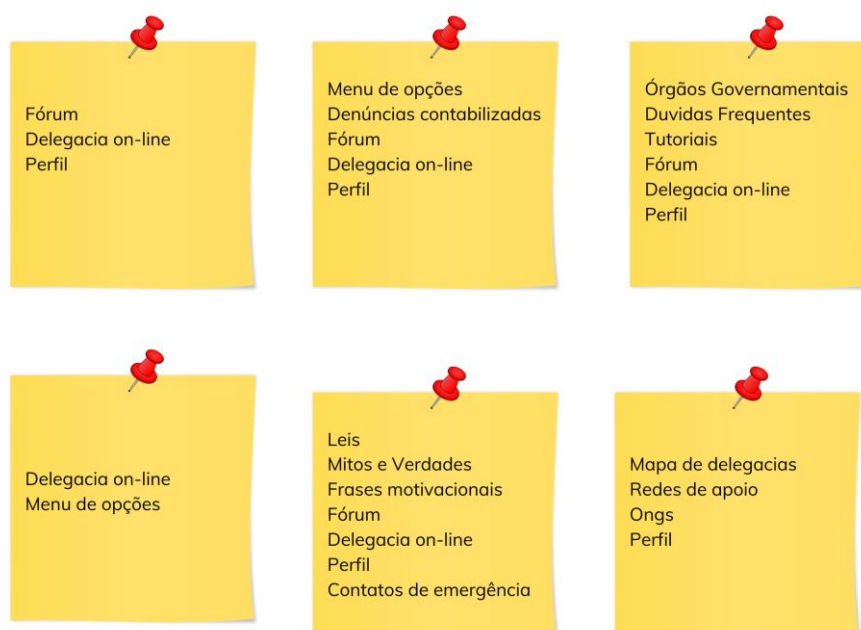 Fórum
Delegacia on-line
Perfil
Menu de opções
Denúncias contabilizadas
Fórum
Delegacia on-line
Perfil
Órgãos Governamentais
Duvidas Frequentes
Tutoriais
Fórum
Delegacia on-line
Perfil
Delegacia on-line
Menu de opções
Leis
Mitos e Verdades
Frases motivacionais
Fórum
Delegacia on-line
Perfil
Contatos de emergência
Mapa de delegacias
Redes de apoio
Ongs
Perfil